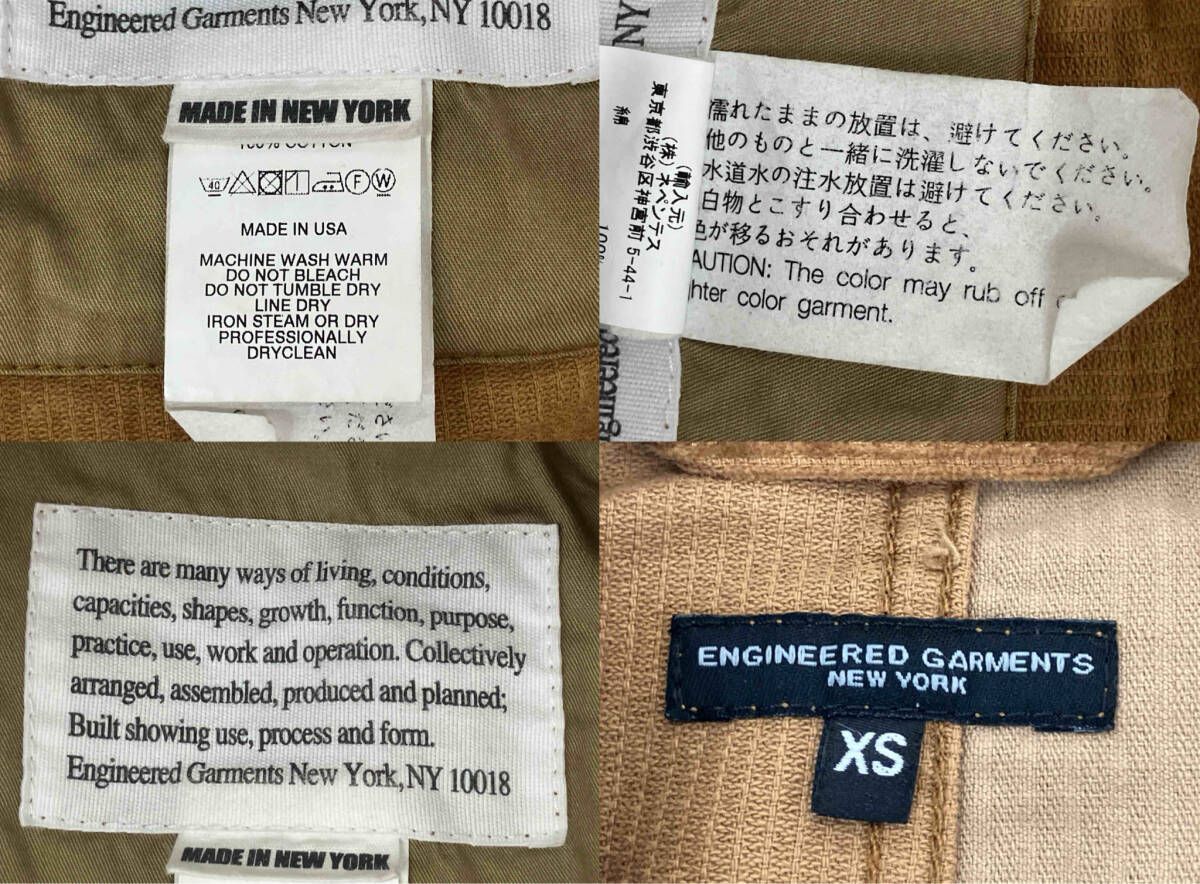 Engineered Garments New York, NY 10018
MADE IN NEW YORK
100% COTTON
40 F W
MADE IN USA
MACHINE WASH WARM
DO NOT BLEACH
DO NOT TUMBLE DRY
LINE DRY
IRON STEAM OR DRY
PROFESSIONALLY
DRYCLEAN
NY
(輸入元)
(株)ネペンテス
東京都渋谷区神宮前 5-44-1
綿
100%
濡れたままの放置は、避けてください。
他のものと一緒に洗濯しないでください。
水道水の注水放置は避けてください。
白物とこすり合わせると、
色が移るおそれがあります。
CAUTION: The color may rub off
lighter color garment.
Engineered
There are many ways of living, conditions,
capacities, shapes, growth, function, purpose,
practice, use, work and operation. Collectively
arranged, assembled, produced and planned;
Built showing use, process and form.
Engineered Garments New York, NY 10018
MADE IN NEW YORK
ENGINEERED GARMENTS
NEW YORK
XS